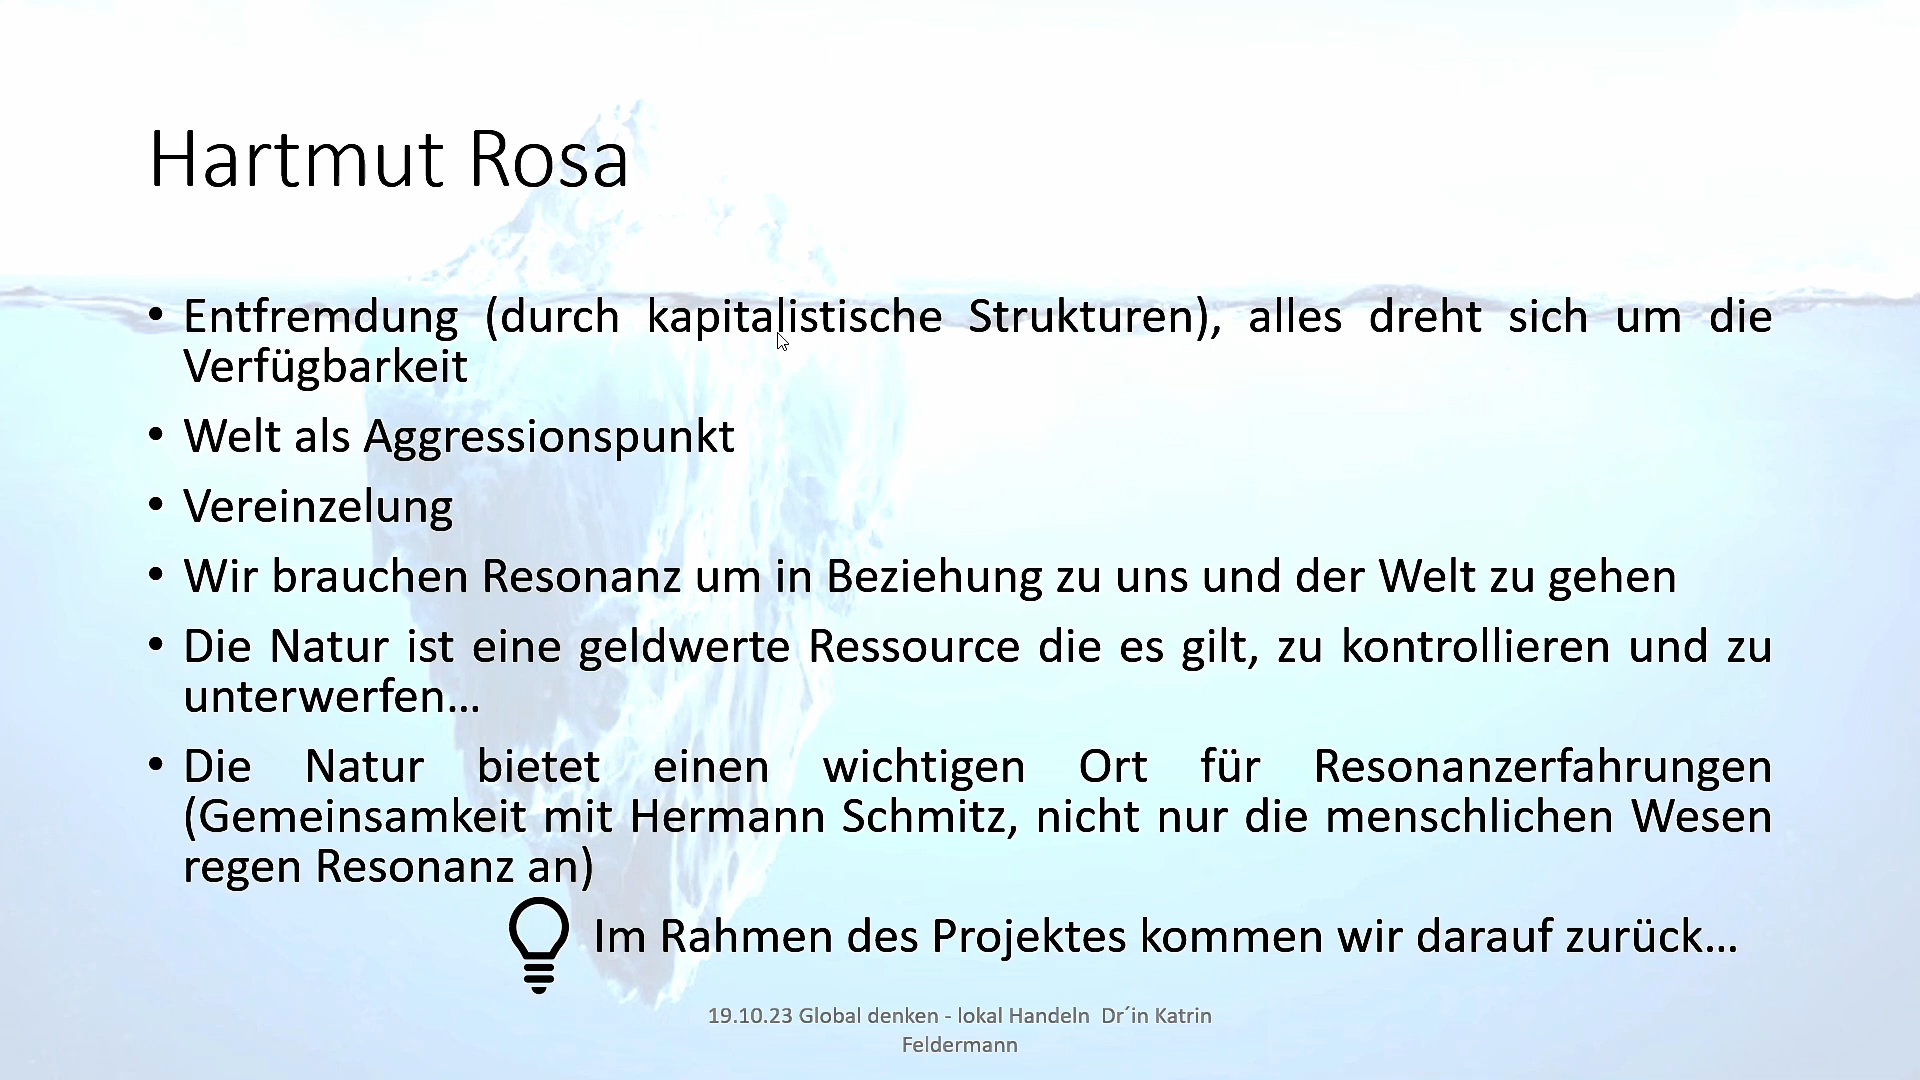 Hartmut Rosa
• Entfremdung (durch kapitalistische Strukturen), alles dreht sich um die
Verfügbarkeit
• Welt als Aggressionspunkt
• Vereinzelung
• Wir brauchen Resonanz um in Beziehung zu uns und der Welt zu gehen
• Die Natur ist eine geldwerte Ressource die es gilt, zu kontrollieren und zu
unterwerfen…
• Die Natur bietet einen wichtigen Ort für Resonanzerfahrungen
(Gemeinsamkeit mit Hermann Schmitz, nicht nur die menschlichen Wesen
regen Resonanz an)
Im Rahmen des Projektes kommen wir darauf zurück…
19.10.23 Global denken - lokal Handeln  Dr´in Katrin
Feldermann